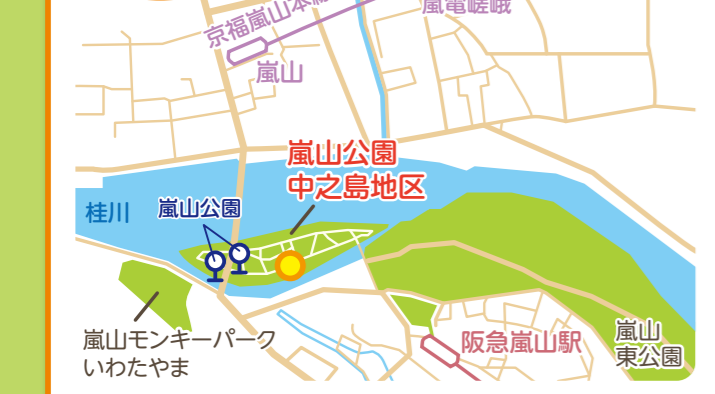 京福嵐山本線
嵐電嵯峨
嵐山
嵐山公園
中之島地区
桂川
嵐山公園
嵐山モンキーパーク
いわたやま
阪急嵐山駅
嵐山
東公園